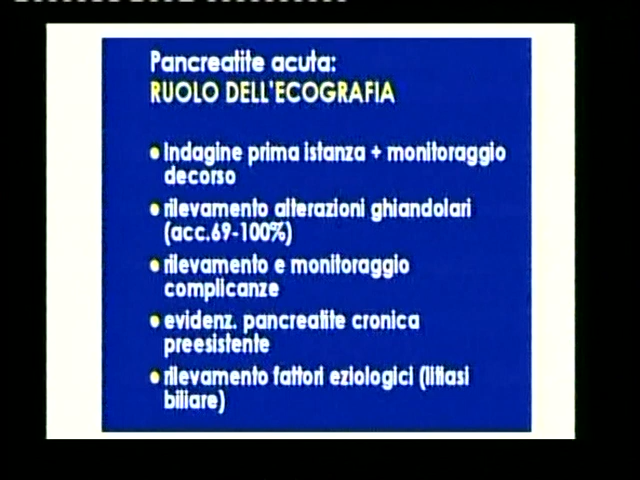 Pancreatite acuta:
RUOLO DELL'ECOGRAFIA
• Indagine prima istanza + monitoraggio
decorso
• rilevamento alterazioni ghiandolari
(acc.69-100%)
• rilevamento e monitoraggio
complicanze
• evidenz. pancreatite cronica
preesistente
• rilevamento fattori eziologici (litiasi
biliare)